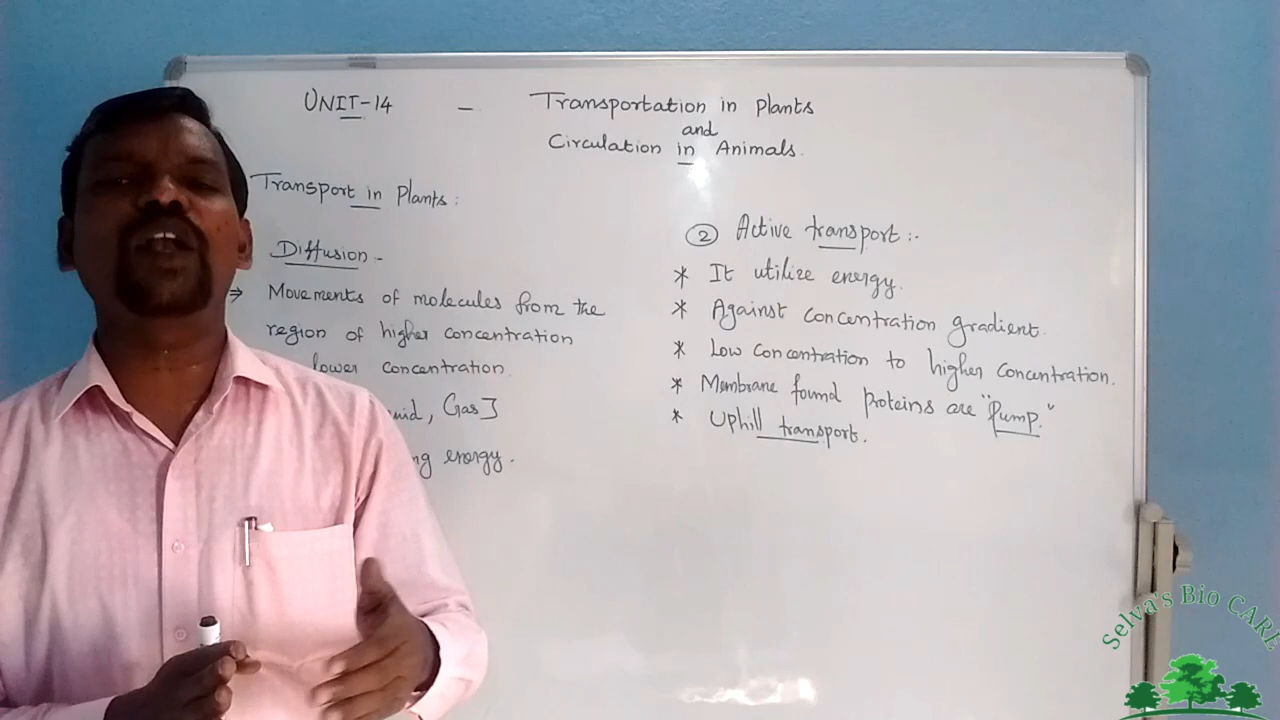 UNIT-14 - Transportation in plants
and
Circulation in Animals.
Transport in Plants:
Diffusion:-
⇒ Movements of molecules from the
region of higher concentration
lower concentration
, Gas]
energy.
② Active transport:-
* It utilize energy.
* Against concentration gradient.
* Low concentration to higher concentration.
* Membrane found proteins are "Pump."
* Uphill transport.
Selva's Bio CARE